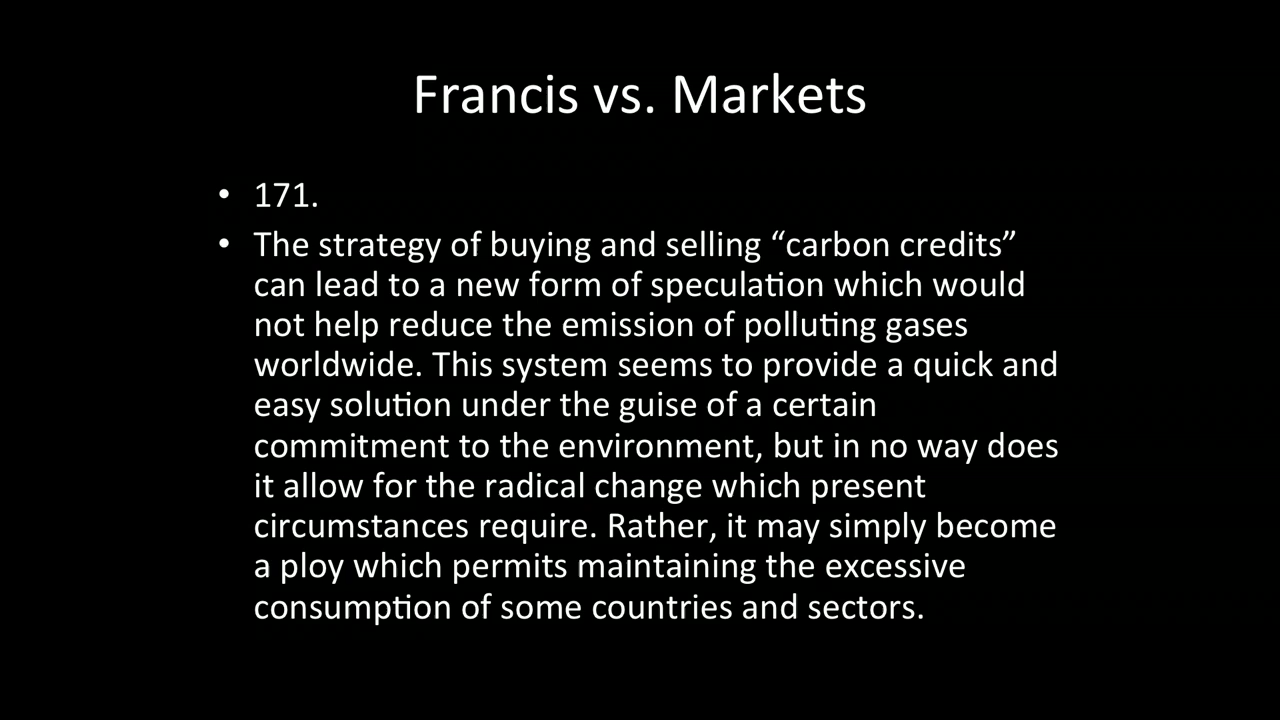 Francis vs. Markets
• 171.
• The strategy of buying and selling “carbon credits”
can lead to a new form of speculation which would
not help reduce the emission of polluting gases
worldwide. This system seems to provide a quick and
easy solution under the guise of a certain
commitment to the environment, but in no way does
it allow for the radical change which present
circumstances require. Rather, it may simply become
a ploy which permits maintaining the excessive
consumption of some countries and sectors.